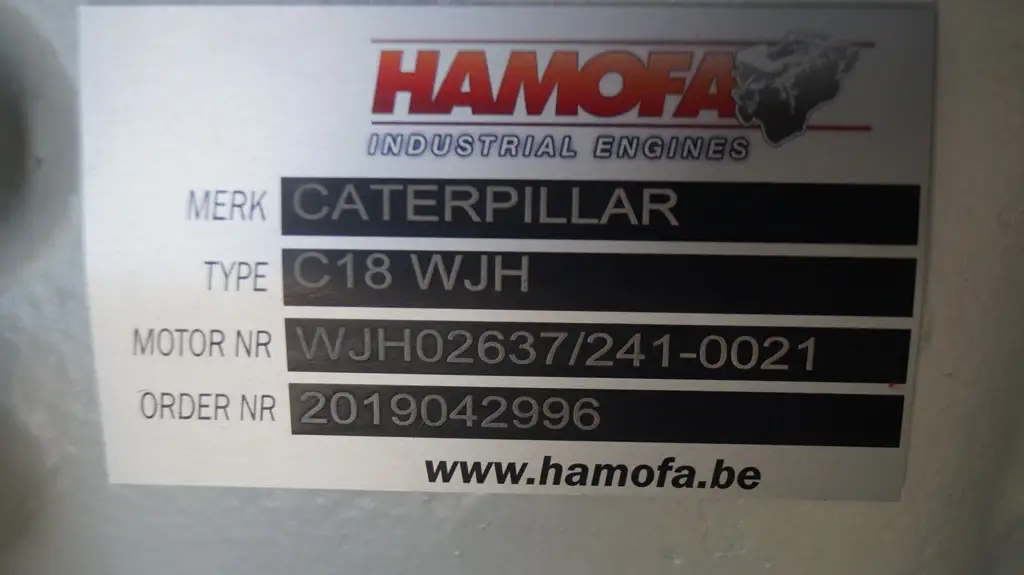 HAMOFA
INDUSTRIAL ENGINES
MERK CATERPILLAR
TYPE C18 WJH
MOTOR NR WJH02637/241-0021
ORDER NR 2019042996
www.hamofa.be